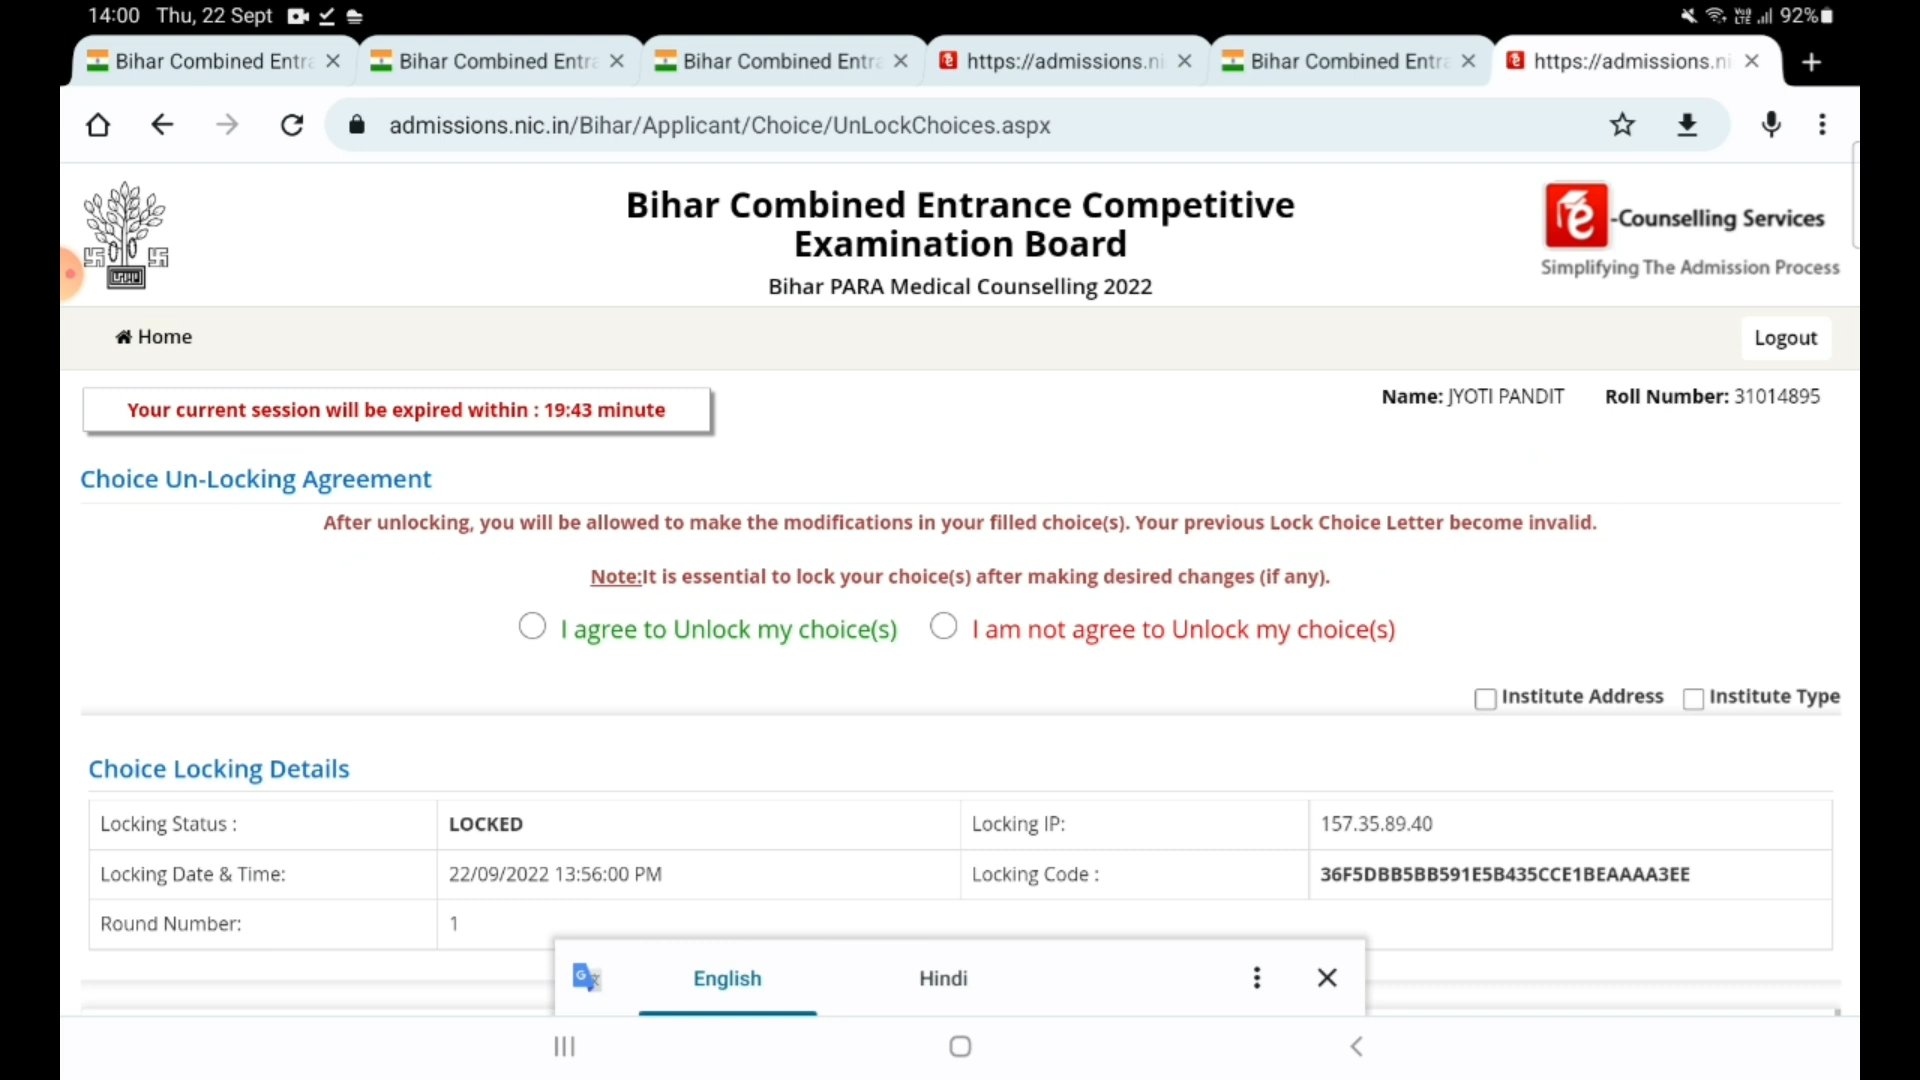 14:00 Thu, 22 Sept 92%
Bihar Combined Entra Bihar Combined Entra Bihar Combined Entra https://admissions.ni Bihar Combined Entra https://admissions.ni
admissions.nic.in/Bihar/Applicant/Choice/UnLockChoices.aspx
Bihar Combined Entrance Competitive
Examination Board
Bihar PARA Medical Counselling 2022
e-Counselling Services
Simplifying The Admission Process
Home Logout
Your current session will be expired within : 19:43 minute
Name: JYOTI PANDIT Roll Number: 31014895
Choice Un-Locking Agreement
After unlocking, you will be allowed to make the modifications in your filled choice(s). Your previous Lock Choice Letter become invalid.
Note:It is essential to lock your choice(s) after making desired changes (if any).
I agree to Unlock my choice(s) I am not agree to Unlock my choice(s)
Institute Address Institute Type
Choice Locking Details
Locking Status : LOCKED Locking IP: 157.35.89.40
Locking Date & Time: 22/09/2022 13:56:00 PM Locking Code : 36F5DBB5BB591E5B435CCE1BEAAAA3EE
Round Number: 1
English Hindi